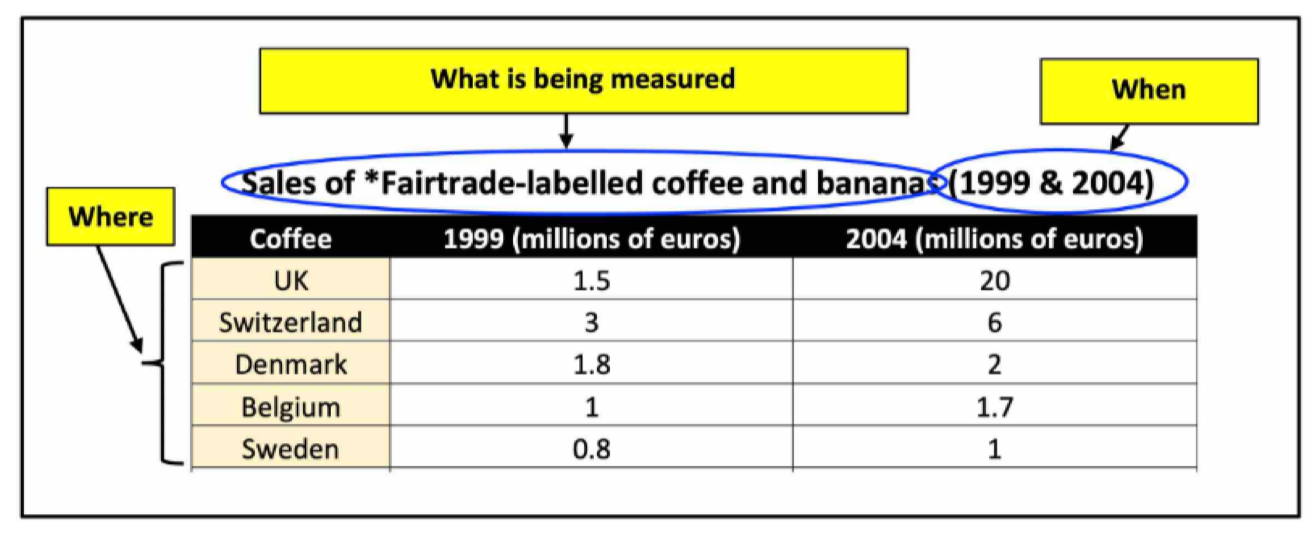 What is being measured
When
Sales of *Fairtrade-labelled coffee and bananas (1999 & 2004)
Where
Coffee 1999 (millions of euros) 2004 (millions of euros)
UK 1.5 20
Switzerland 3 6
Denmark 1.8 2
Belgium 1 1.7
Sweden 0.8 1